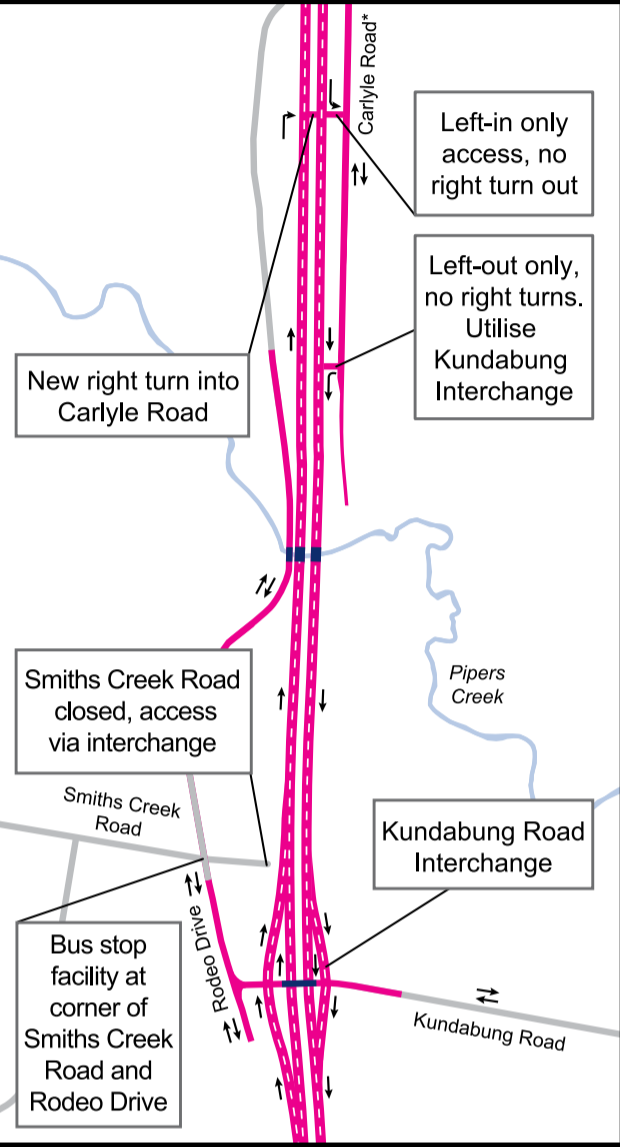 Carlyle Road*
Left-in only
access, no
right turn out
Left-out only,
no right turns.
Utilise
Kundabung
Interchange
New right turn into
Carlyle Road
Smiths Creek Road
closed, access
via interchange
Pipers
Creek
Smiths Creek
Road
Kundabung Road
Interchange
Rodeo Drive
Bus stop
facility at
corner of
Smiths Creek
Road and
Rodeo Drive
Kundabung Road